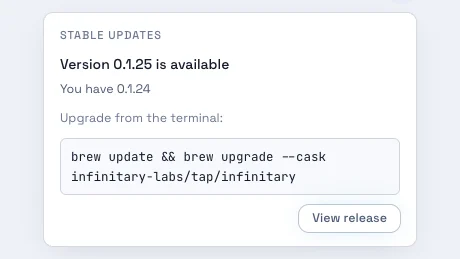 STABLE UPDATES
Version 0.1.25 is available
You have 0.1.24
Upgrade from the terminal:
brew update && brew upgrade --cask
infinitary-labs/tap/infinitary
View release